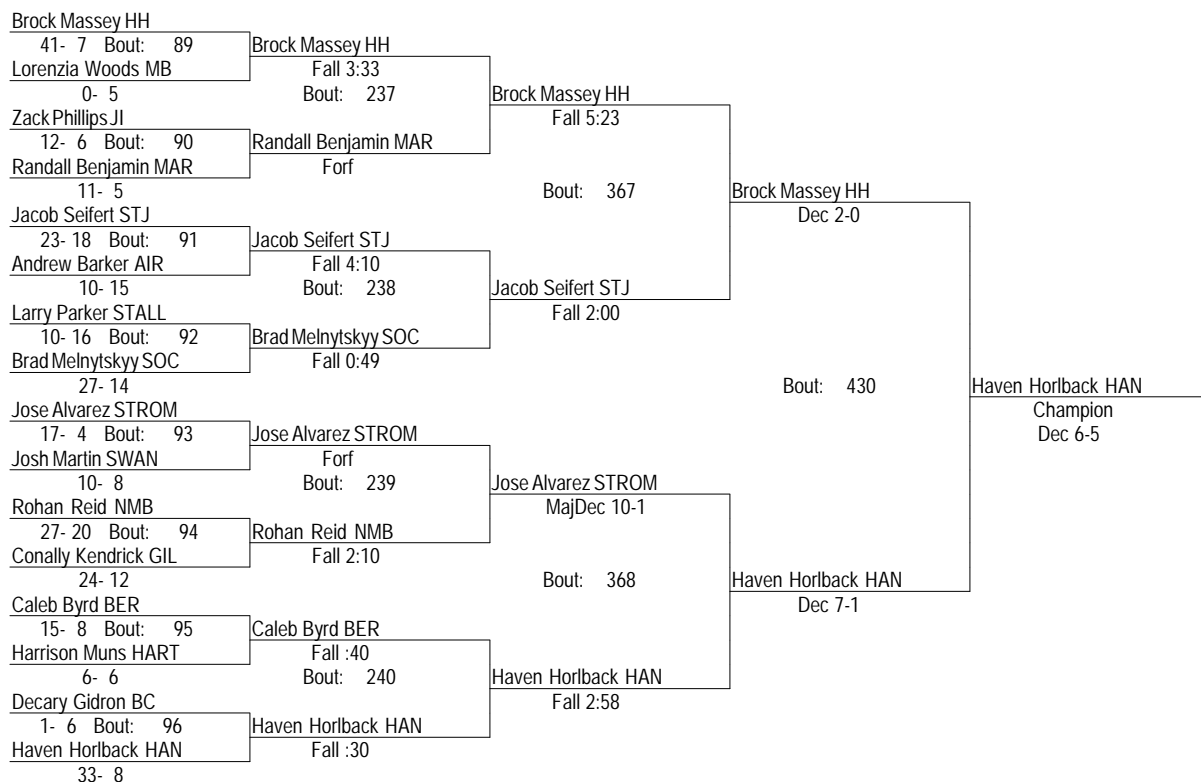 Brock Massey HH
41- 7 Bout: 89 Brock Massey HH
Lorenzia Woods MB Fall 3:33
0- 5 Bout: 237 Brock Massey HH
Zack Phillips JI Fall 5:23
12- 6 Bout: 90 Randall Benjamin MAR
Randall Benjamin MAR Forf
11- 5 Bout: 367 Brock Massey HH
Jacob Seifert STJ Dec 2-0
23- 18 Bout: 91 Jacob Seifert STJ
Andrew Barker AIR Fall 4:10
10- 15 Bout: 238 Jacob Seifert STJ
Larry Parker STALL Fall 2:00
10- 16 Bout: 92 Brad Melnytskyy SOC
Brad Melnytskyy SOC Fall 0:49
27- 14 Bout: 430 Haven Horlback HAN
Jose Alvarez STROM Champion
17- 4 Bout: 93 Jose Alvarez STROM Dec 6-5
Josh Martin SWAN Forf
10- 8 Bout: 239 Jose Alvarez STROM
Rohan Reid NMB MajDec 10-1
27- 20 Bout: 94 Rohan Reid NMB
Conally Kendrick GIL Fall 2:10
24- 12 Bout: 368 Haven Horlback HAN
Caleb Byrd BER Dec 7-1
15- 8 Bout: 95 Caleb Byrd BER
Harrison Muns HART Fall :40
6- 6 Bout: 240 Haven Horlback HAN
Decary Gidron BC Fall 2:58
1- 6 Bout: 96 Haven Horlback HAN
Haven Horlback HAN Fall :30
33- 8